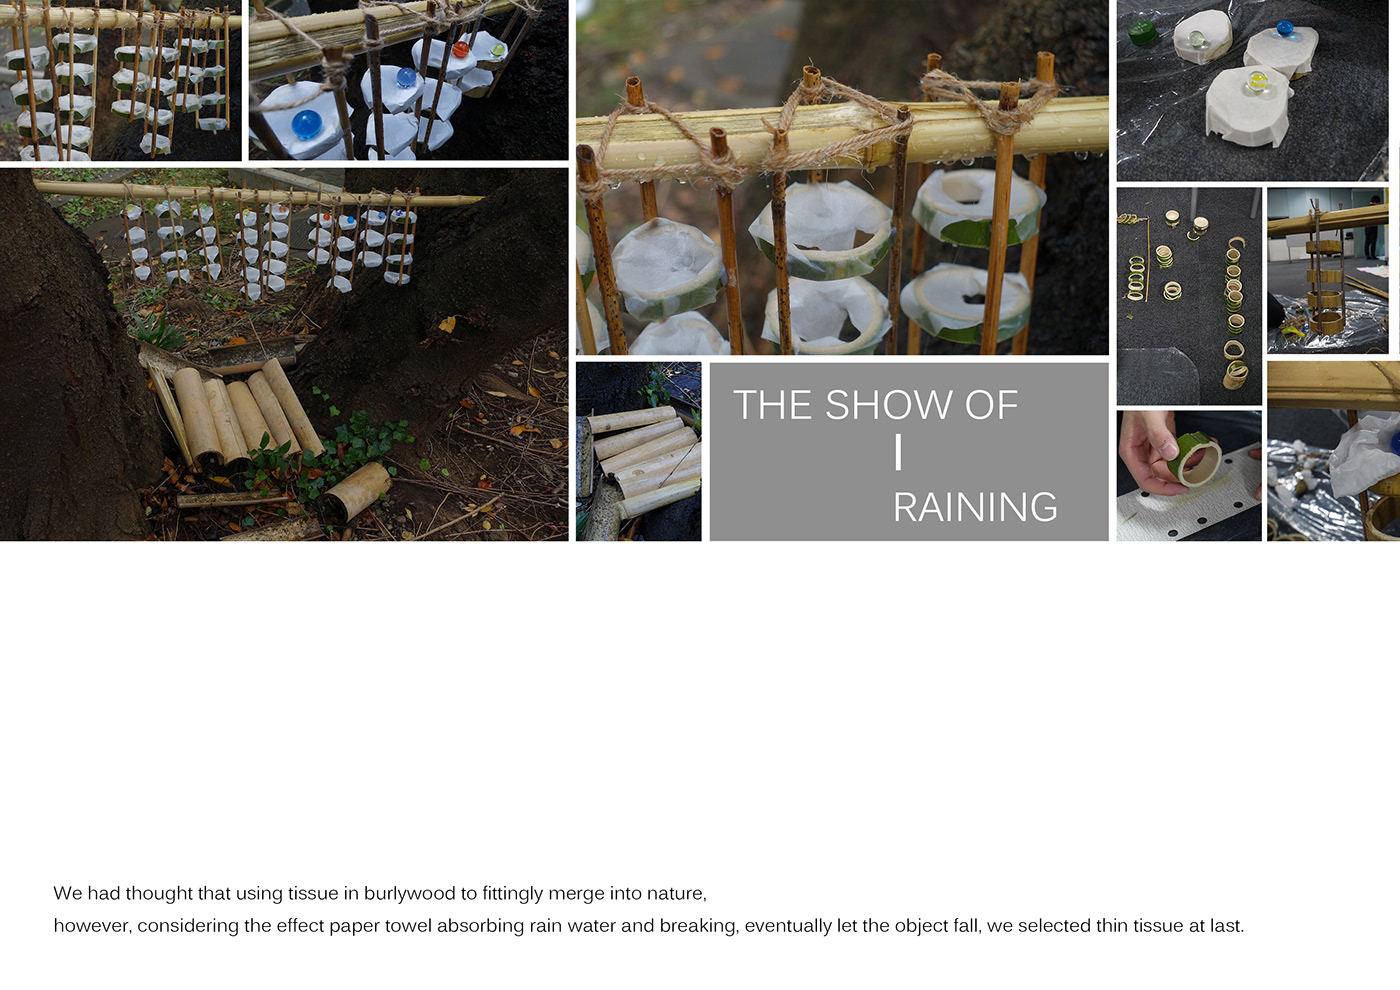 THE SHOW OF
I
RAINING
We had thought that using tissue in burlywood to fittingly merge into nature,
however, considering the effect paper towel absorbing rain water and breaking, eventually let the object fall, we selected thin tissue at last.